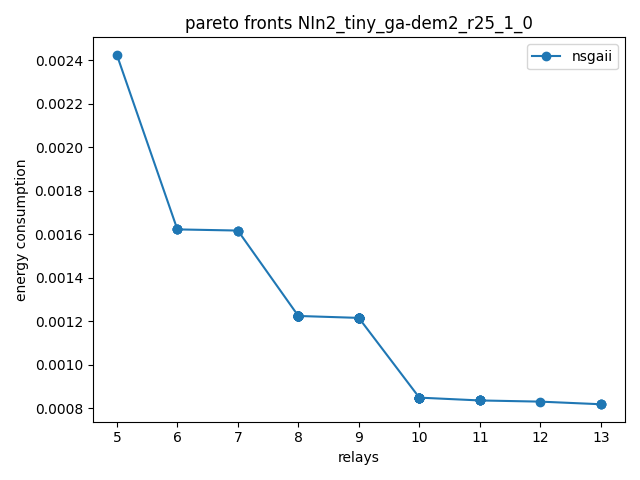 pareto fronts NIn2_tiny_ga-dem2_r25_1_0
nsgaii
energy consumption
0.0024
0.0022
0.0020
0.0018
0.0016
0.0014
0.0012
0.0010
0.0008
5 6 7 8 9 10 11 12 13
relays